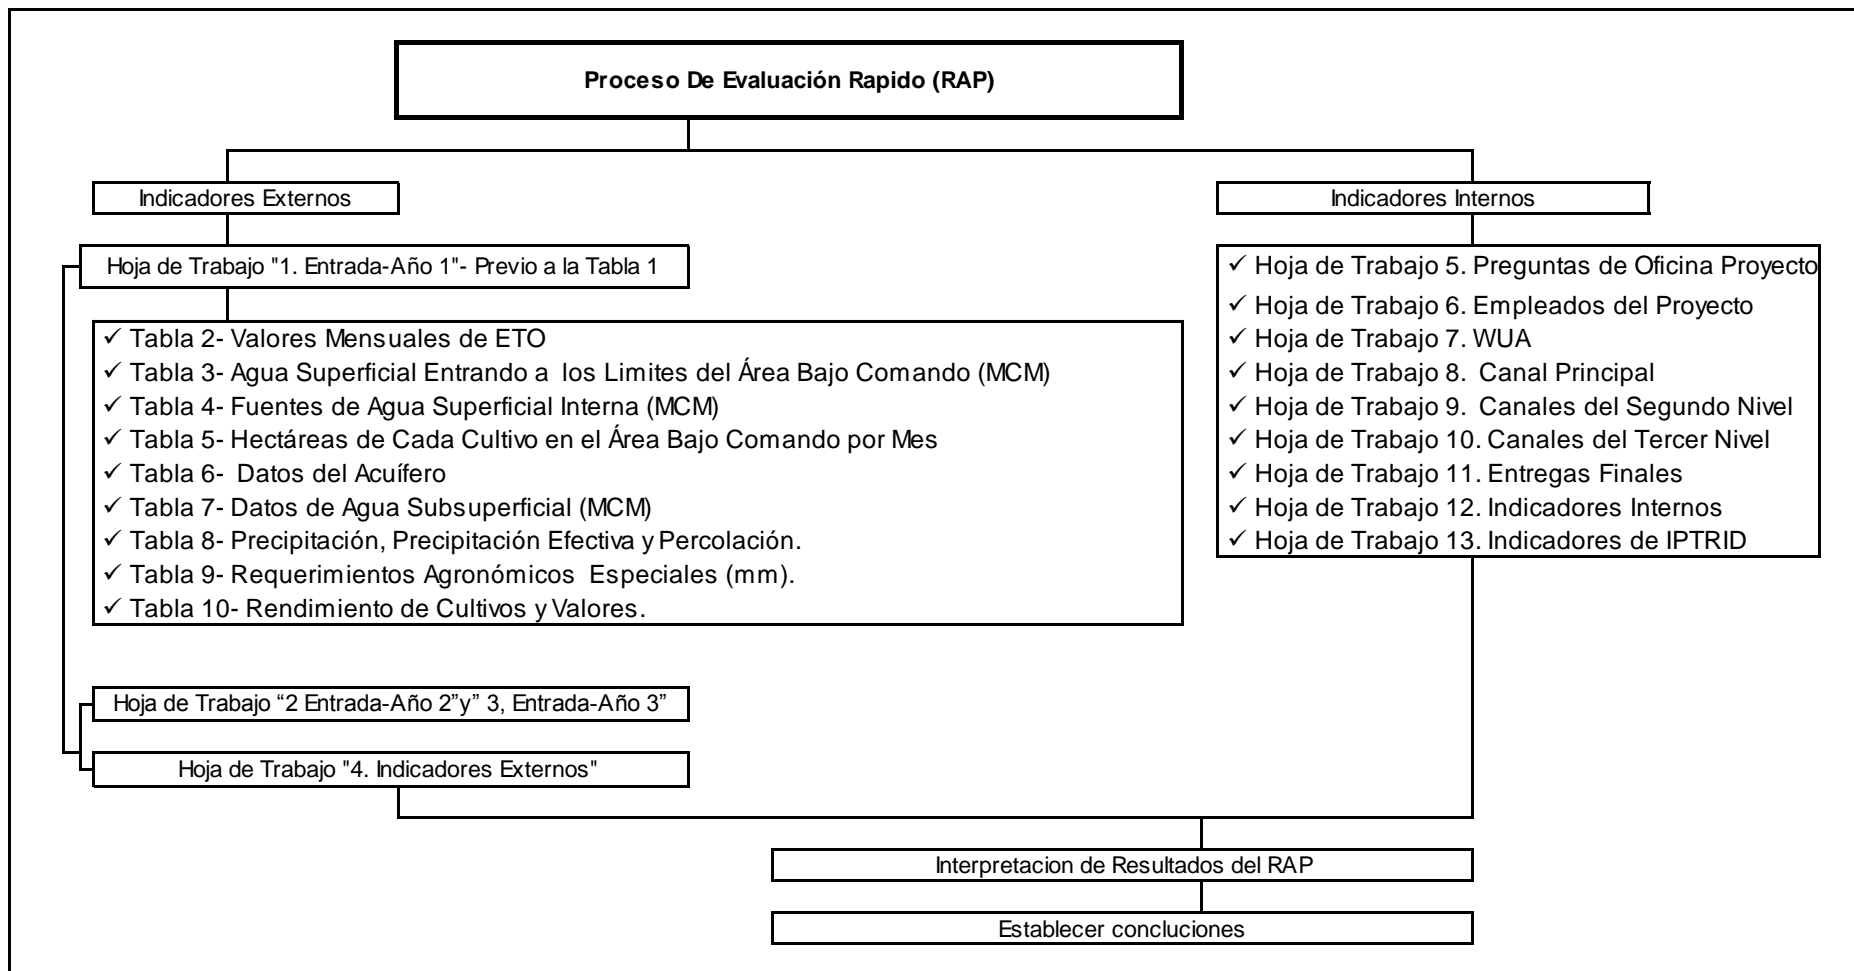 Proceso De Evaluación Rapido (RAP)
Indicadores Externos
Hoja de Trabajo "1. Entrada-Año 1"- Previo a la Tabla 1
✓ Tabla 2- Valores Mensuales de ETO
✓ Tabla 3- Agua Superficial Entrando a los Limites del Área Bajo Comando (MCM)
✓ Tabla 4- Fuentes de Agua Superficial Interna (MCM)
✓ Tabla 5- Hectáreas de Cada Cultivo en el Área Bajo Comando por Mes
✓ Tabla 6- Datos del Acuífero
✓ Tabla 7- Datos de Agua Subsuperficial (MCM)
✓ Tabla 8- Precipitación, Precipitación Efectiva y Percolación.
✓ Tabla 9- Requerimientos Agronómicos Especiales (mm).
✓ Tabla 10- Rendimiento de Cultivos y Valores.
Hoja de Trabajo “2 Entrada-Año 2”y” 3, Entrada-Año 3”
Hoja de Trabajo "4. Indicadores Externos"
Indicadores Internos
✓ Hoja de Trabajo 5. Preguntas de Oficina Proyecto
✓ Hoja de Trabajo 6. Empleados del Proyecto
✓ Hoja de Trabajo 7. WUA
✓ Hoja de Trabajo 8. Canal Principal
✓ Hoja de Trabajo 9. Canales del Segundo Nivel
✓ Hoja de Trabajo 10. Canales del Tercer Nivel
✓ Hoja de Trabajo 11. Entregas Finales
✓ Hoja de Trabajo 12. Indicadores Internos
✓ Hoja de Trabajo 13. Indicadores de IPTRID
Interpretacion de Resultados del RAP
Establecer concluciones